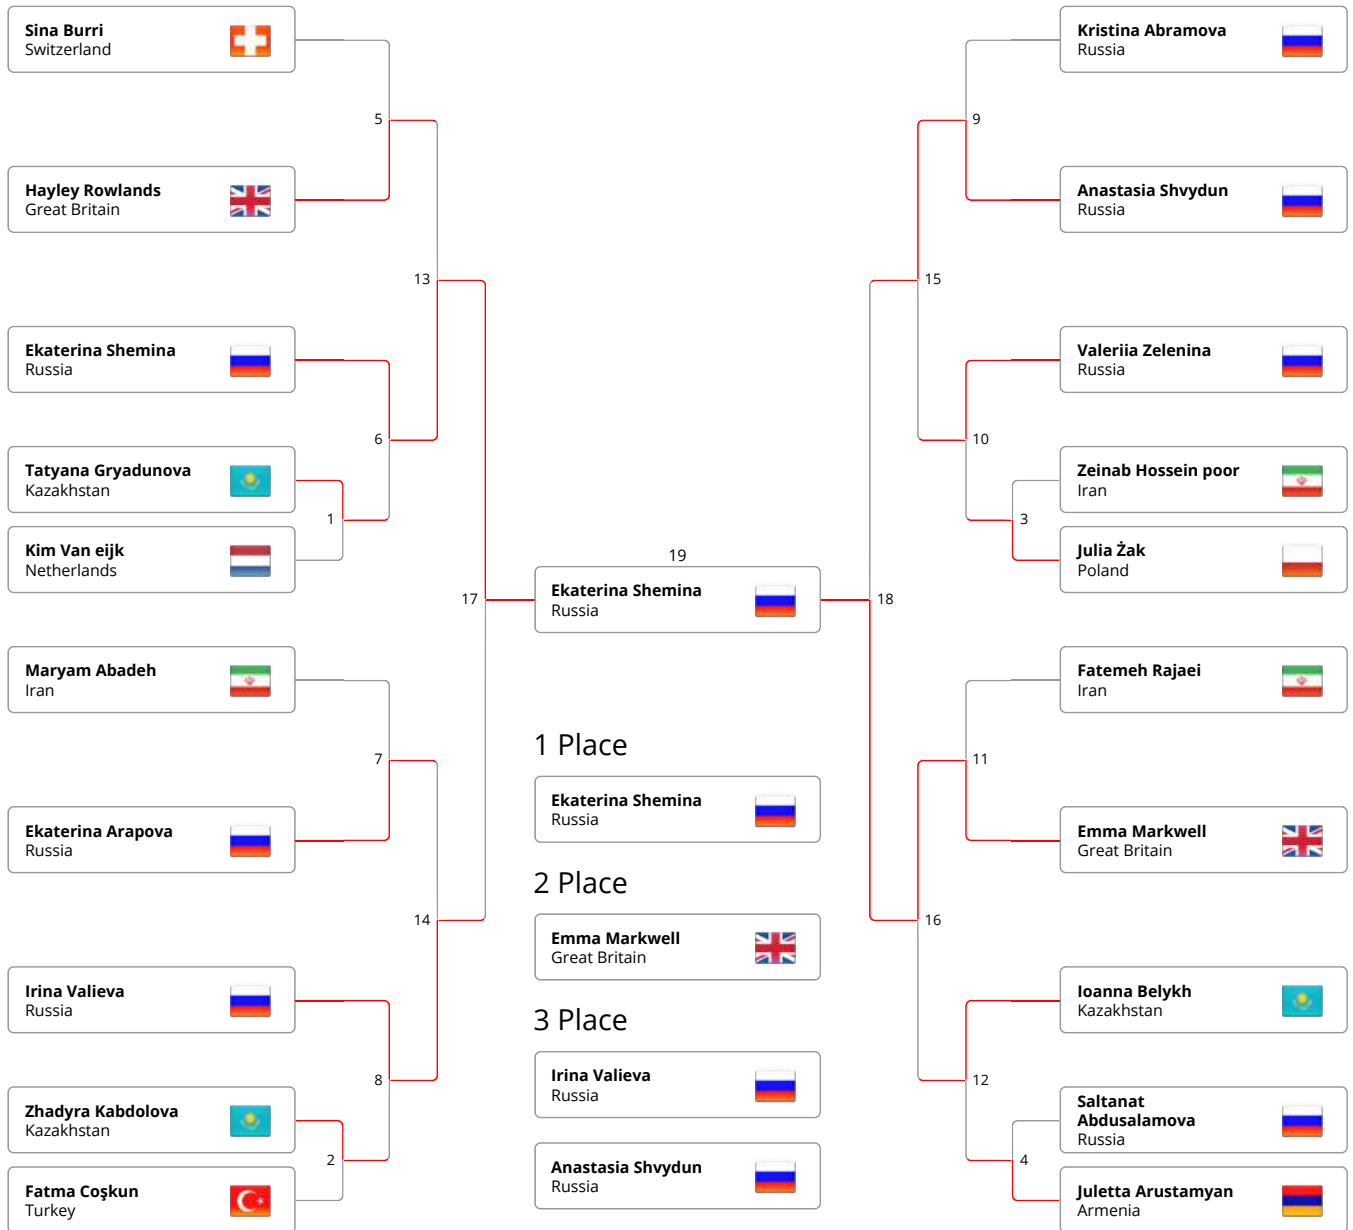 Sina Burri
Switzerland
Hayley Rowlands
Great Britain
Ekaterina Shemina
Russia
Tatyana Gryadunova
Kazakhstan
Kim Van eijk
Netherlands
Maryam Abadeh
Iran
Ekaterina Arapova
Russia
Irina Valieva
Russia
Zhadyra Kabdolova
Kazakhstan
Fatma Coşkun
Turkey
5
13
6
1
17
7
14
8
2
19
Ekaterina Shemina
Russia
1 Place
Ekaterina Shemina
Russia
2 Place
Emma Markwell
Great Britain
3 Place
Irina Valieva
Russia
Anastasia Shvydun
Russia
9
15
10
3
18
11
16
12
4
Kristina Abramova
Russia
Anastasia Shvydun
Russia
Valeriia Zelenina
Russia
Zeinab Hossein poor
Iran
Julia Żak
Poland
Fatemeh Rajaei
Iran
Emma Markwell
Great Britain
Ioanna Belykh
Kazakhstan
Saltanat
Abdusalamova
Russia
Juletta Arustamyan
Armenia